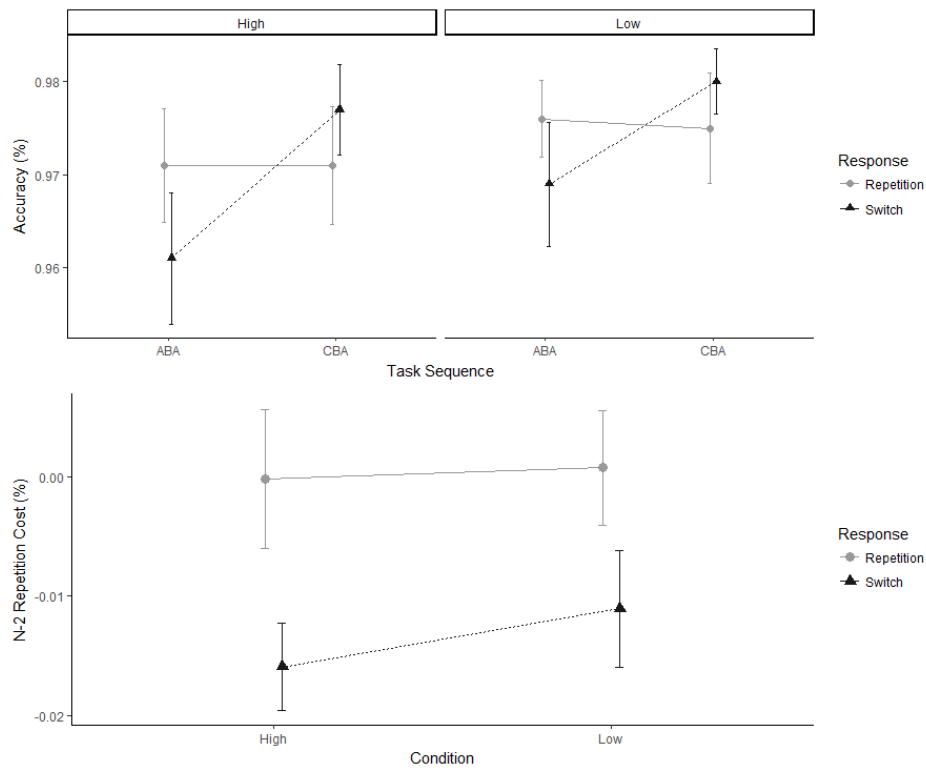 High
Low
Accuracy (%)
0.98
0.97
0.96
ABA
CBA
ABA
CBA
Task Sequence
Response
Repetition
Switch
N-2 Repetition Cost (%)
0.00
-0.01
-0.02
High
Low
Condition
Response
Repetition
Switch